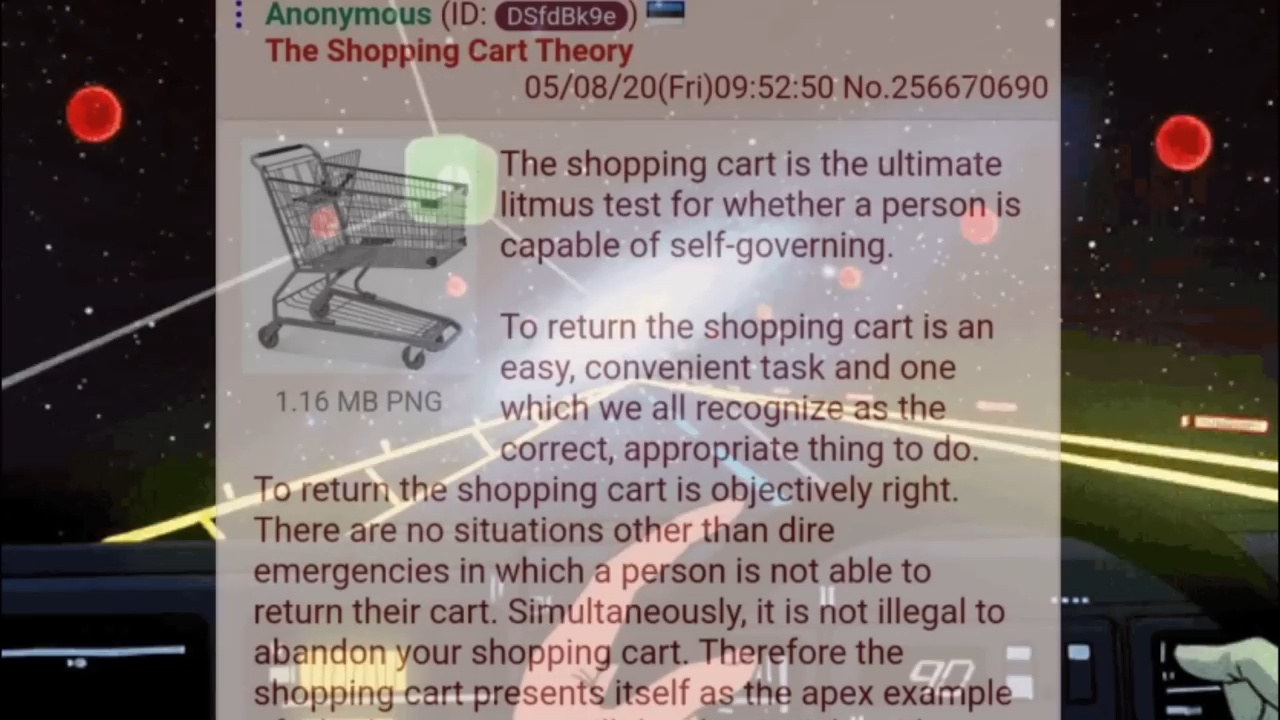 Anonymous (ID: DSfdBk9e)
The Shopping Cart Theory
05/08/20(Fri)09:52:50 No.256670690
The shopping cart is the ultimate
litmus test for whether a person is
capable of self-governing.
To return the shopping cart is an
easy, convenient task and one
which we all recognize as the
correct, appropriate thing to do.
1.16 MB PNG
To return the shopping cart is objectively right.
There are no situations other than dire
emergencies in which a person is not able to
return their cart. Simultaneously, it is not illegal to
abandon your shopping cart. Therefore the
shopping cart presents itself as the apex example
90